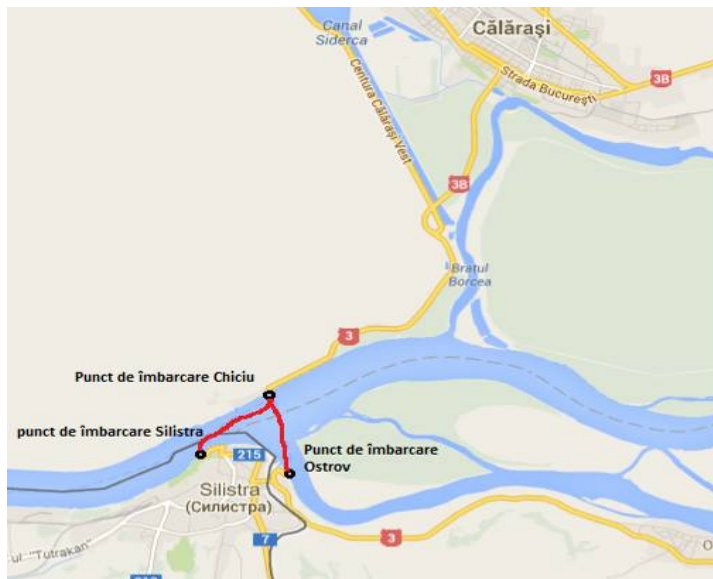 Canal
Siderca
Călărași
Centura Călărași Vest
Strada București
3B
3B
Bratul
Borcea
3
Punct de îmbarcare Chiciu
punct de îmbarcare Silistra
Punct de îmbarcare
Ostrov
215
Silistra
(Силистра)
7
3
O
ul. "Tutrakan"